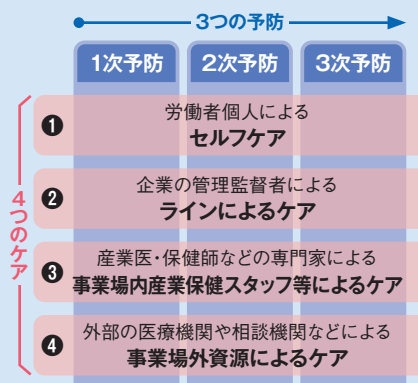 3つの予防
1次予防 2次予防 3次予防
4つのケア
❶ 労働者個人による
セルフケア
❷ 企業の管理監督者による
ラインによるケア
❸ 産業医・保健師などの専門家による
事業場内産業保健スタッフ等によるケア
❹ 外部の医療機関や相談機関などによる
事業場外資源によるケア